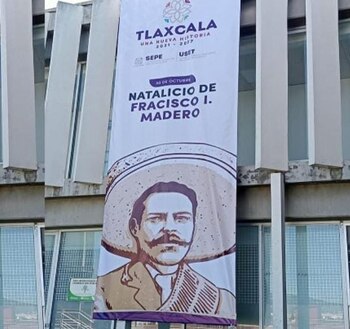 TLAXCALA
UNA NUEVA HISTORIA
2021 - 2027
SEPE
USET
30 DE OCTUBRE
NATALICIO DE
FRACISCO I.
MADERO